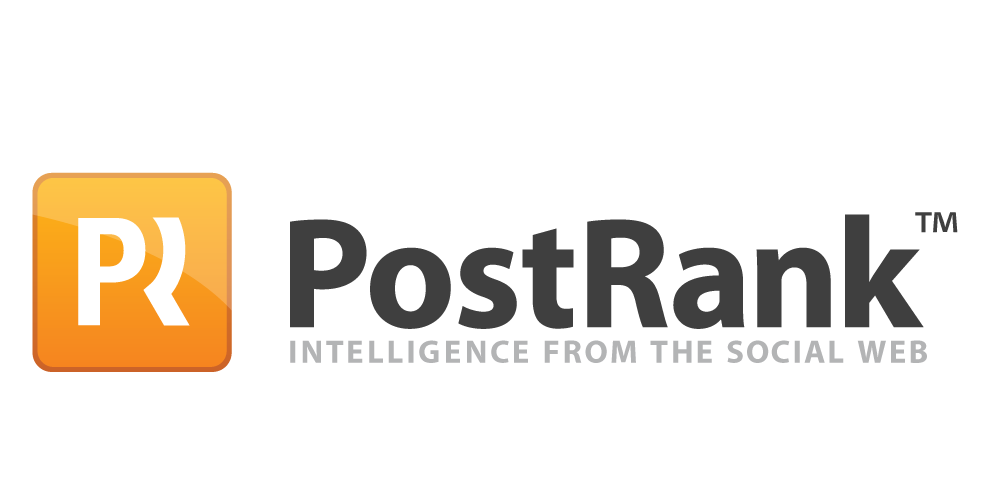 PR
PostRank™
INTELLIGENCE FROM THE SOCIAL WEB